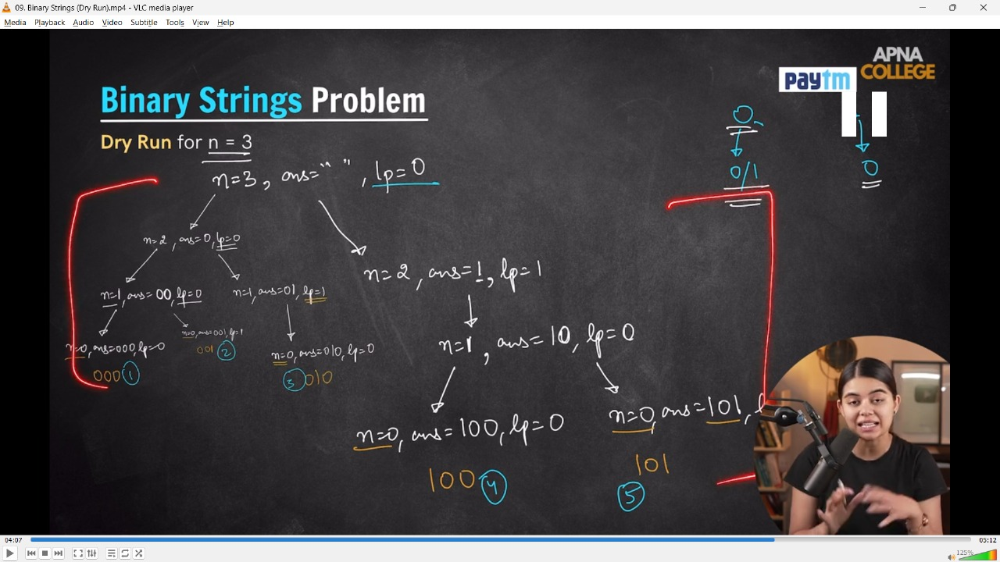 09. Binary Strings (Dry Run).mp4 - VLC media player
Media Playback Audio Video Subtitle Tools View Help
APNA
COLLEGE
paytm
Binary Strings Problem
Dry Run for n = 3
n=3, ans="  ", lp=0
0
0/1
0
n=2, ans=0, lp=0
n=2, ans=1, lp=1
n=1, ans=00, lp=0
n=1, ans=01, lp=1
n=0, ans=000, lp=0
000 1
n=0, ans=001, lp=1
001 2
n=0, ans=010, lp=0
3 010
n=1, ans=10, lp=0
n=0, ans=100, lp=0
100 4
n=0, ans=101,
101
5
04:07
05:12
125%